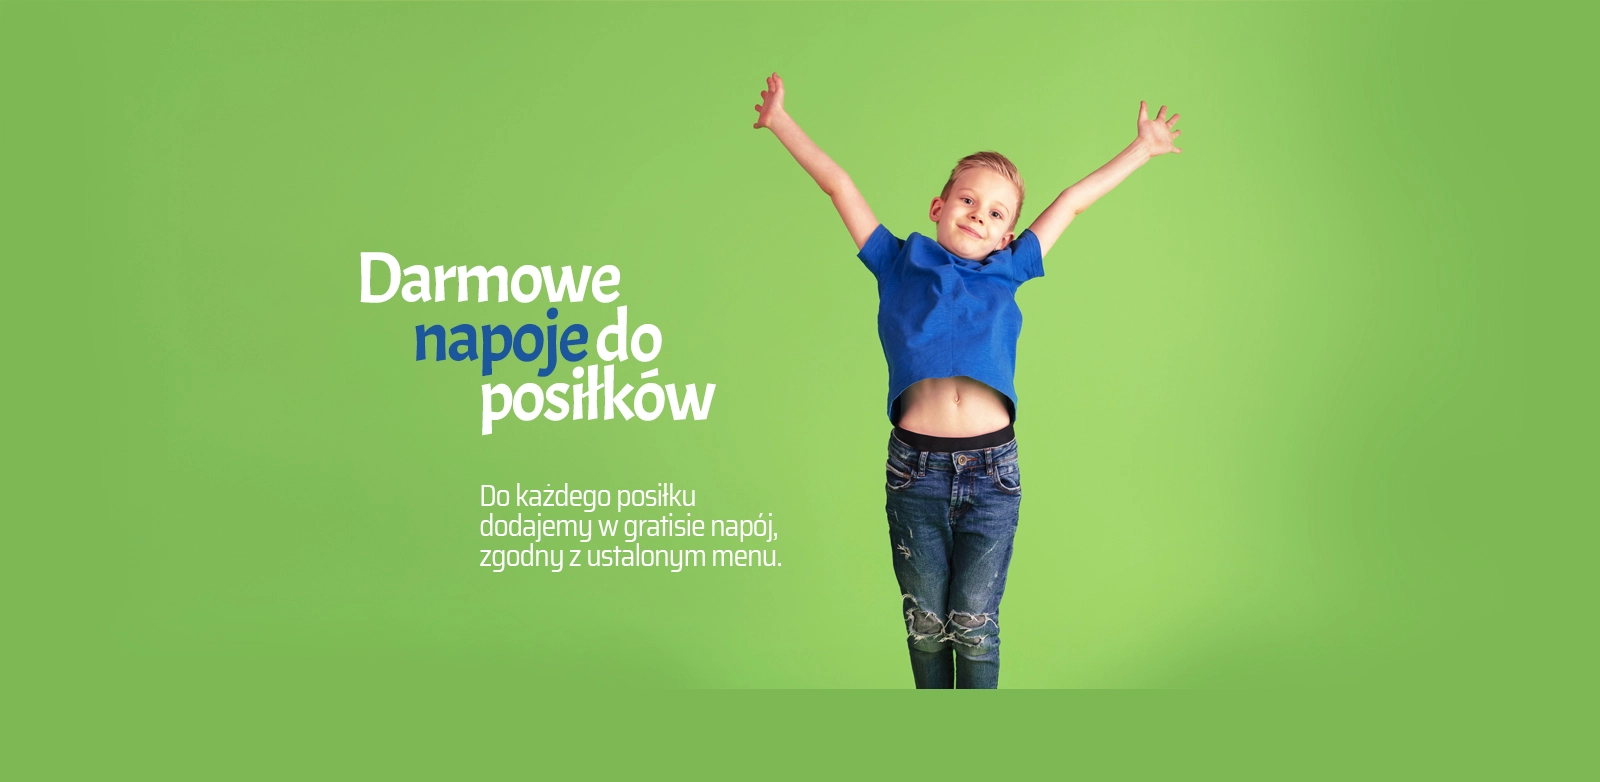 Darmowe
napoje do
posiłków
Do każdego posiłku
dodajemy w gratisie napój,
zgodny z ustalonym menu.